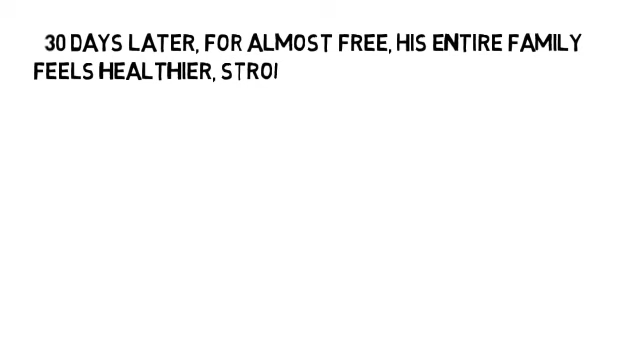 30 DAYS LATER, FOR ALMOST FREE, HIS ENTIRE FAMILY
FEELS HEALTHIER,